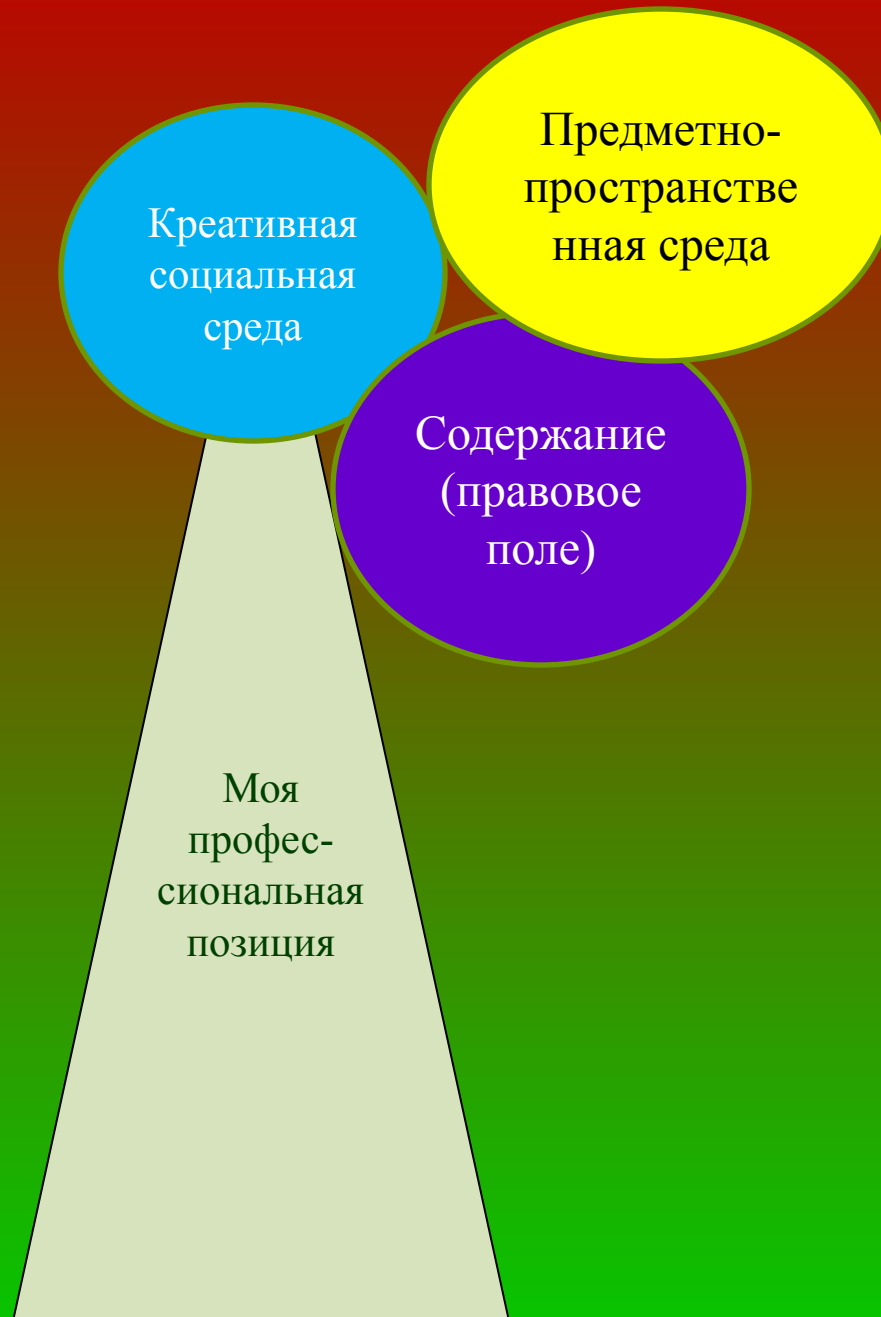 Креативная
социальная
среда
Предметно-
пространстве
нная среда
Содержание
(правовое
поле)
Моя
профес-
сиональная
позиция